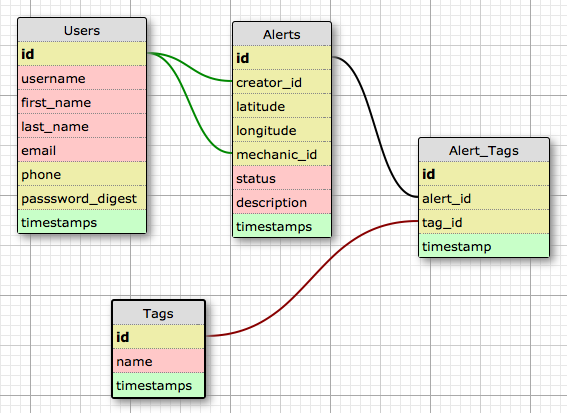 Users
id
username
first_name
last_name
email
phone
passsword_digest
timestamps
Alerts
id
creator_id
latitude
longitude
mechanic_id
status
description
timestamps
Alert_Tags
id
alert_id
tag_id
timestamp
Tags
id
name
timestamps